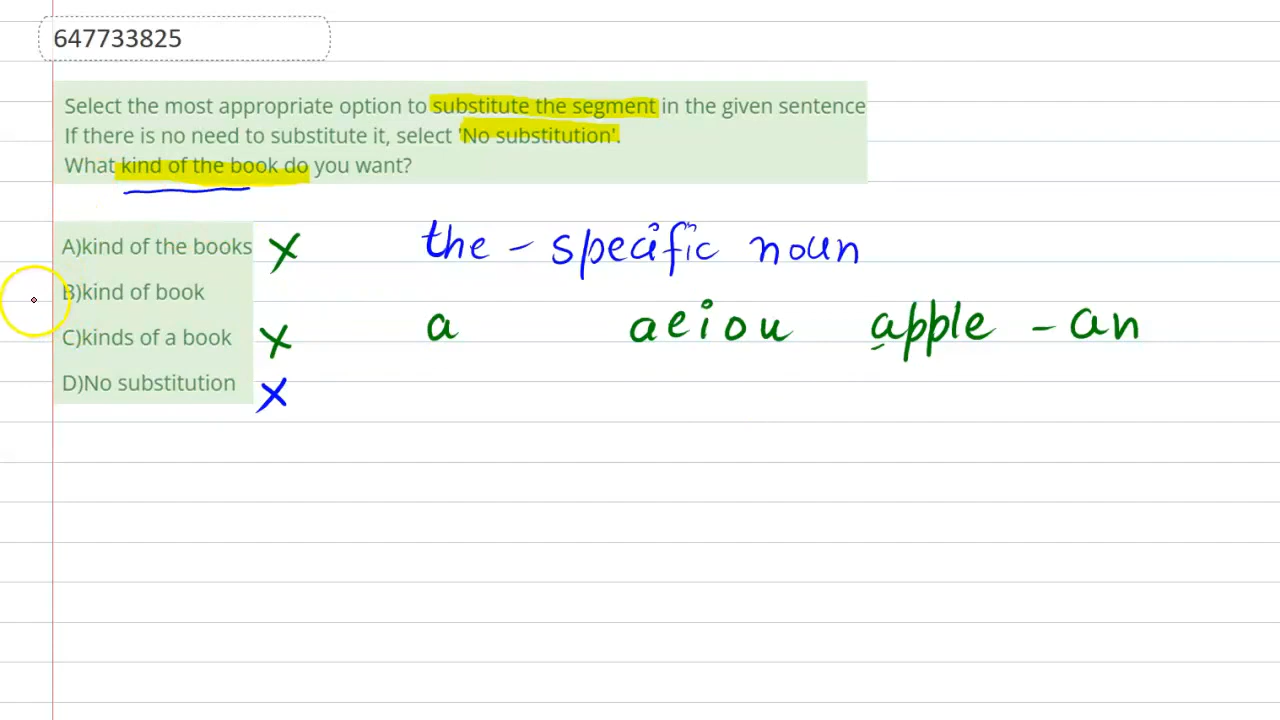 647733825
Select the most appropriate option to substitute the segment in the given sentence
If there is no need to substitute it, select 'No substitution'.
What kind of the book do you want?
A)kind of the books X the - specific noun
B)kind of book
C)kinds of a book X a aeiou apple - an
D)No substitution X